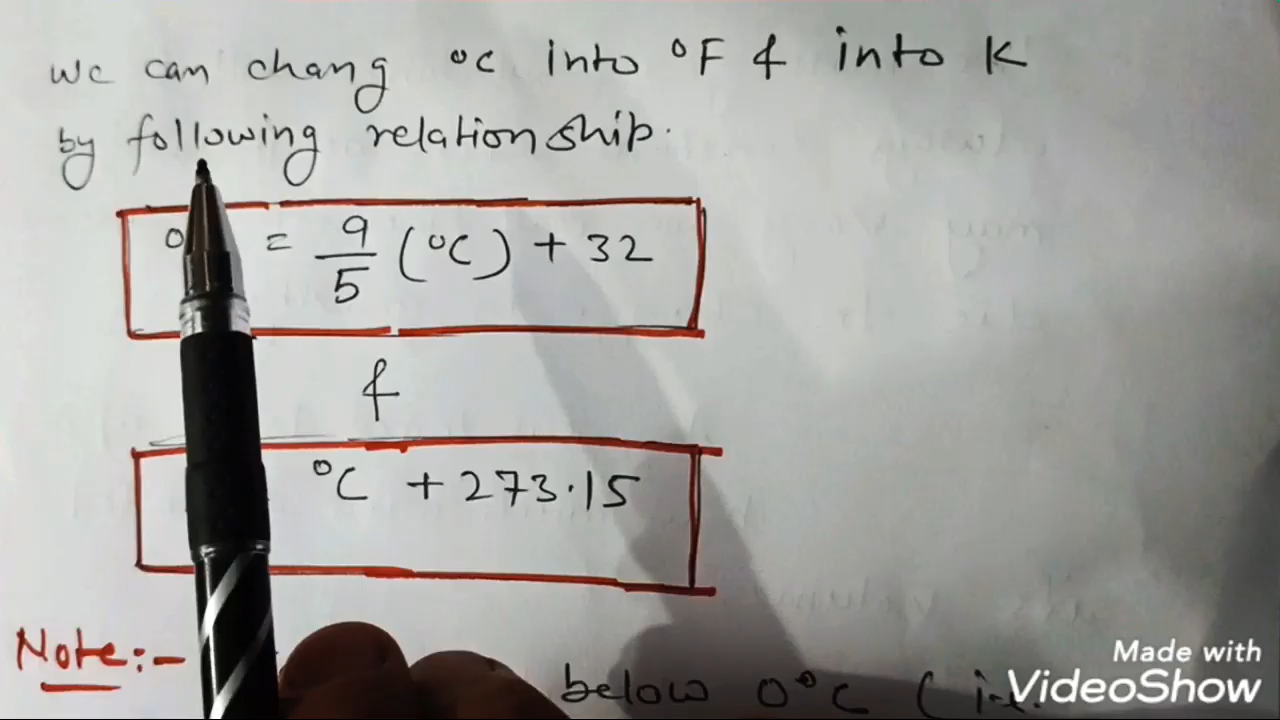 we can chang °C into °F & into K
by following relationship.
° = 9/5 (°C) + 32
&
°C + 273.15
Note:-
below 0°C ( i.e.
Made with
VideoShow